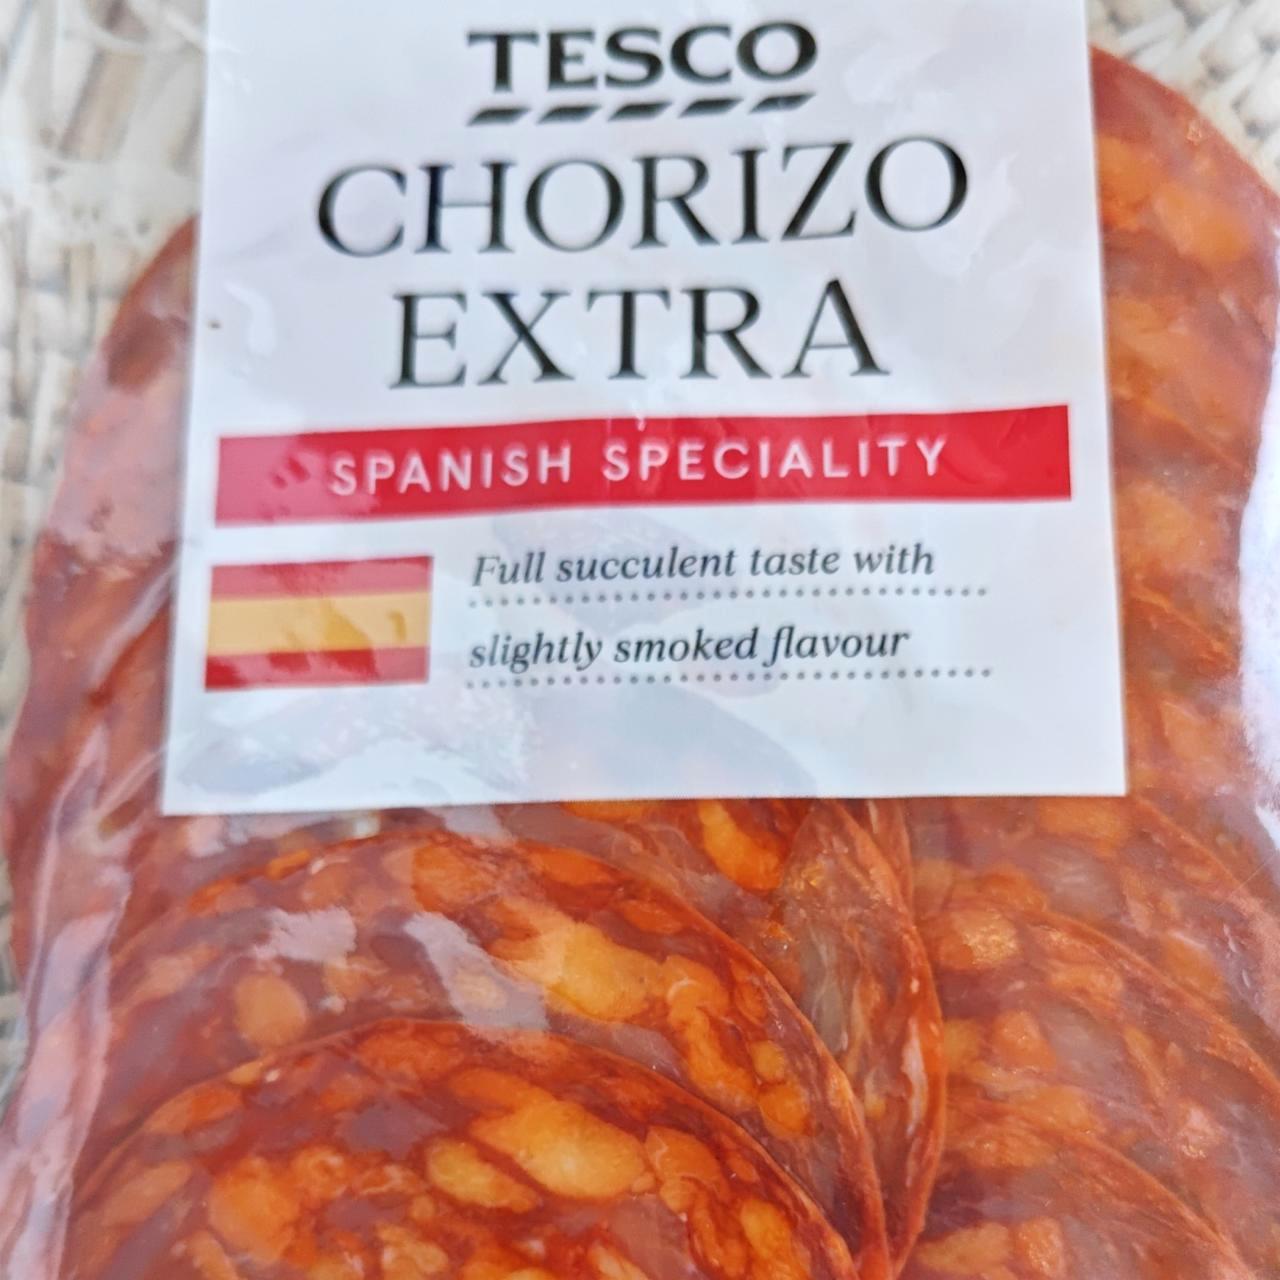 TESCO
CHORIZO
EXTRA
SPANISH SPECIALITY
Full succulent taste with
slightly smoked flavour